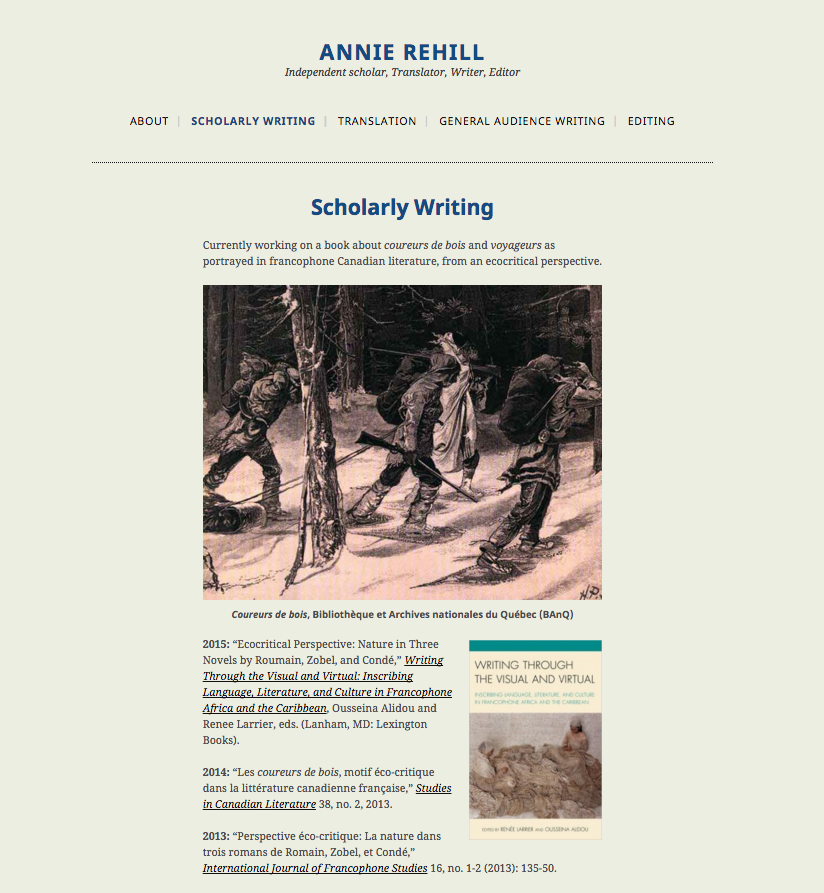 ANNIE REHILL
Independent scholar, Translator, Writer, Editor
ABOUT | SCHOLARLY WRITING | TRANSLATION | GENERAL AUDIENCE WRITING | EDITING
Scholarly Writing
Currently working on a book about coureurs de bois and voyageurs as
portrayed in francophone Canadian literature, from an ecocritical perspective.
H.P.
Coureurs de bois, Bibliothèque et Archives nationales du Québec (BAnQ)
2015: “Ecocritical Perspective: Nature in Three
Novels by Roumain, Zobel, and Condé,” Writing
Through the Visual and Virtual: Inscribing
Language, Literature, and Culture in Francophone
Africa and the Caribbean, Ousseina Alidou and
Renee Larrier, eds. (Lanham, MD: Lexington
Books).
WRITING THROUGH
THE VISUAL AND VIRTUAL
INSCRIBING LANGUAGE, LITERATURE, AND CULTURE
IN FRANCOPHONE AFRICA AND THE CARIBBEAN
EDITED BY RENÉE LARRIER AND OUSSEINA ALIDOU
2014: “Les coureurs de bois, motif éco-critique
dans la littérature canadienne française,” Studies
in Canadian Literature 38, no. 2, 2013.
2013: “Perspective éco-critique: La nature dans
trois romans de Romain, Zobel, et Condé,”
International Journal of Francophone Studies 16, no. 1-2 (2013): 135-50.